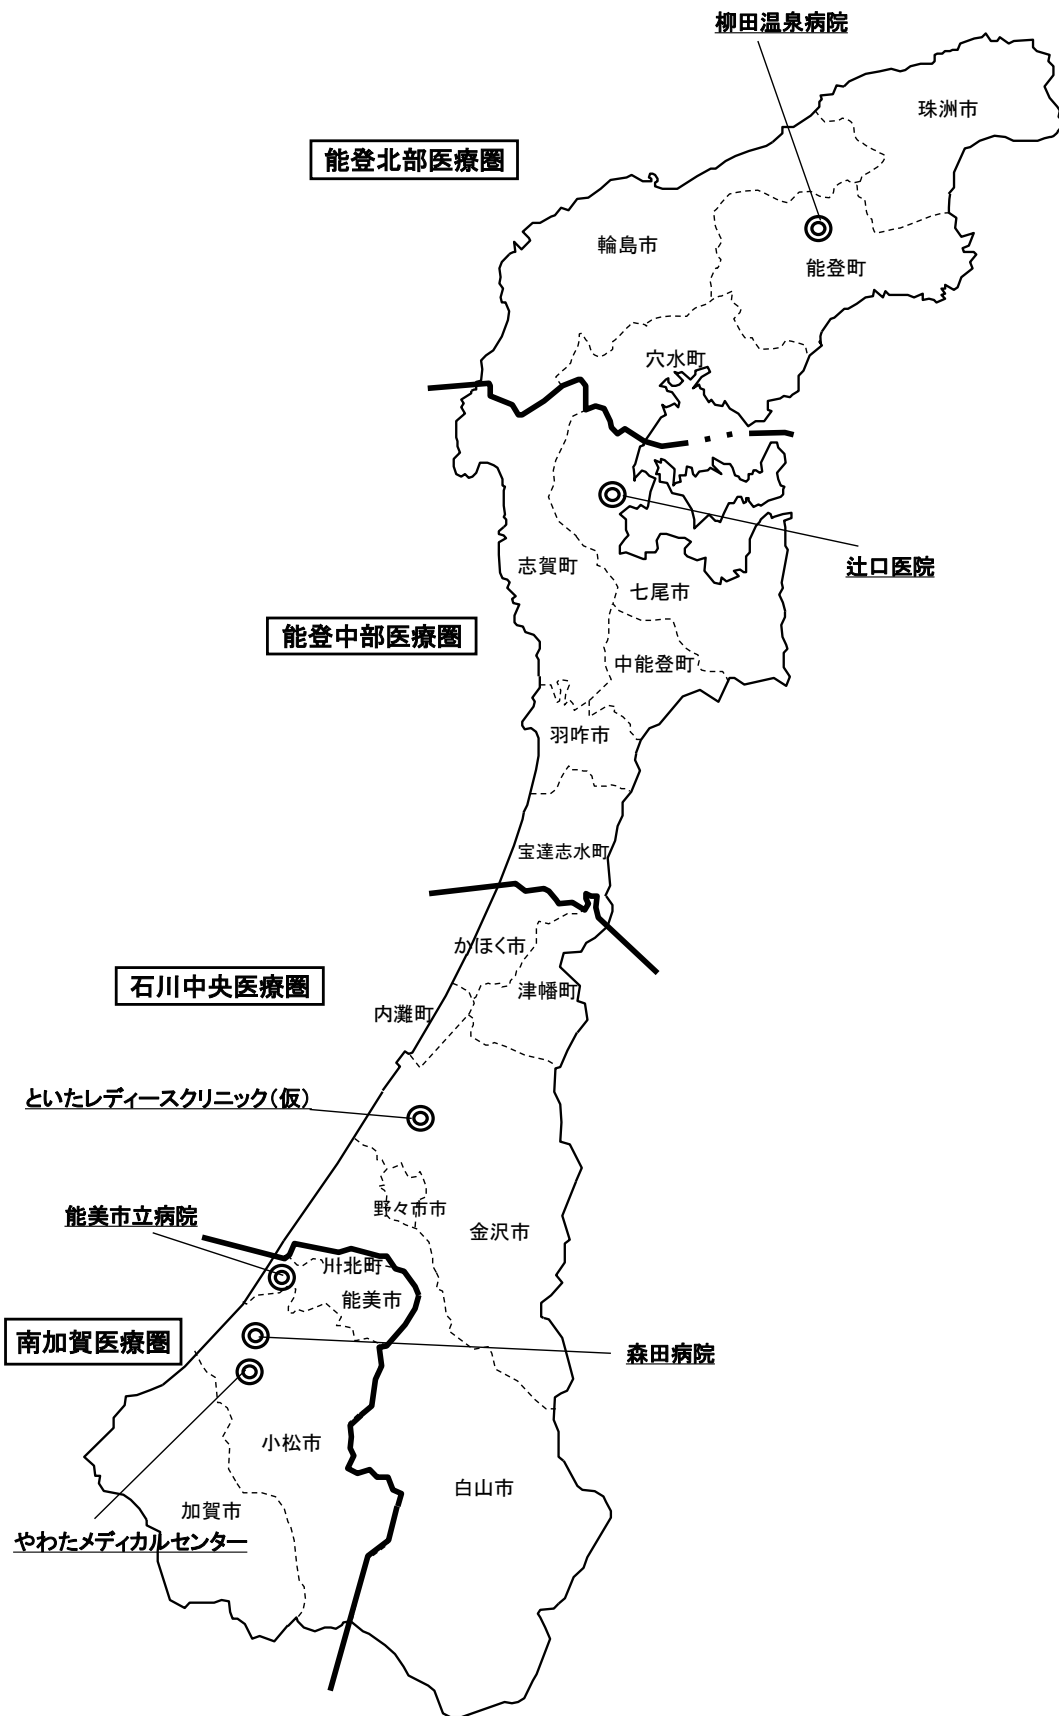 柳田温泉病院
珠洲市
能登北部医療圏
輪島市
能登町
穴水町
志賀町
辻口医院
七尾市
能登中部医療圏
中能登町
羽咋市
宝達志水町
かほく市
石川中央医療圏
津幡町
内灘町
といたレディースクリニック(仮)
野々市市
能美市立病院
金沢市
川北町
能美市
南加賀医療圏
森田病院
小松市
白山市
加賀市
やわたメディカルセンター